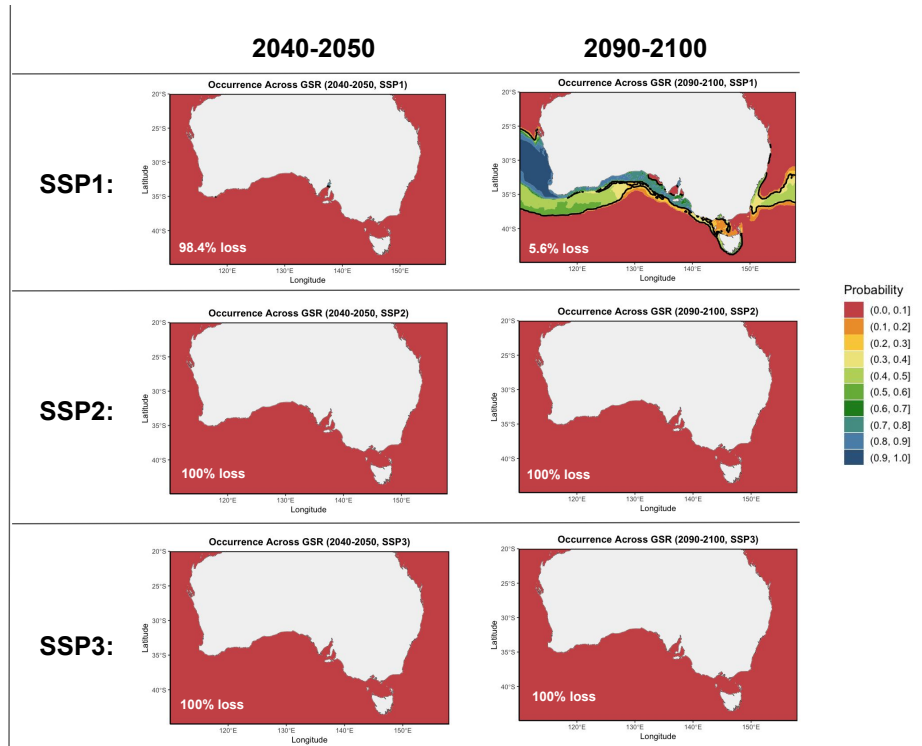 2040-2050
2090-2100
SSP1:
Occurrence Across GSR (2040-2050, SSP1)
20°S
25°S
30°S
35°S
40°S
Latitude
98.4% loss
120°E
130°E
140°E
150°E
Longitude
Occurrence Across GSR (2090-2100, SSP1)
20°S
25°S
30°S
35°S
40°S
Latitude
5.6% loss
120°E
130°E
140°E
150°E
Longitude
SSP2:
Occurrence Across GSR (2040-2050, SSP2)
20°S
25°S
30°S
35°S
40°S
Latitude
100% loss
120°E
130°E
140°E
150°E
Longitude
Occurrence Across GSR (2090-2100, SSP2)
20°S
25°S
30°S
35°S
40°S
Latitude
100% loss
120°E
130°E
140°E
150°E
Longitude
SSP3:
Occurrence Across GSR (2040-2050, SSP3)
20°S
25°S
30°S
35°S
40°S
Latitude
100% loss
120°E
130°E
140°E
150°E
Longitude
Occurrence Across GSR (2090-2100, SSP3)
20°S
25°S
30°S
35°S
40°S
Latitude
100% loss
120°E
130°E
140°E
150°E
Longitude
Probability
(0.0, 0.1]
(0.1, 0.2]
(0.2, 0.3]
(0.3, 0.4]
(0.4, 0.5]
(0.5, 0.6]
(0.6, 0.7]
(0.7, 0.8]
(0.8, 0.9]
(0.9, 1.0]